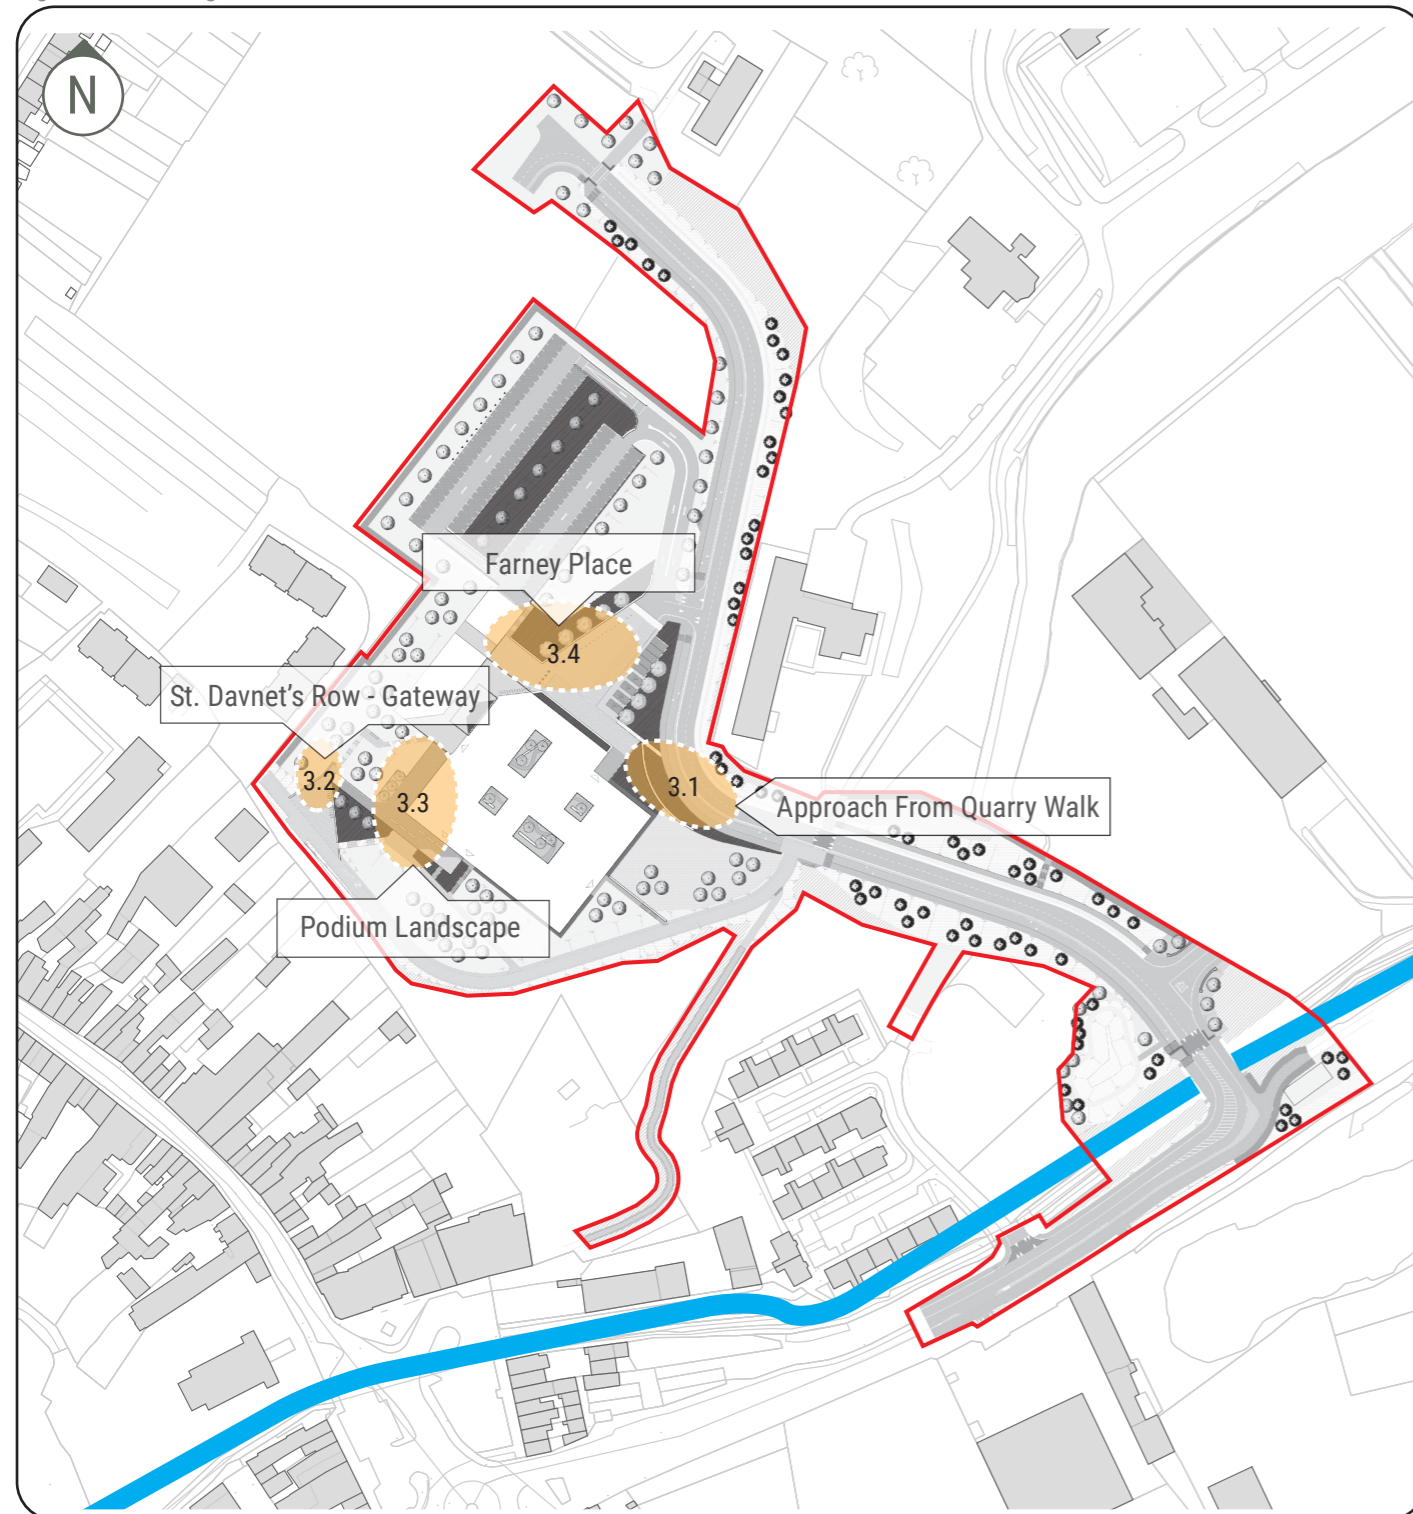 N
Farney Place
3.4
St. Davnet's Row - Gateway
3.2
3.3
3.1
Approach From Quarry Walk
Podium Landscape